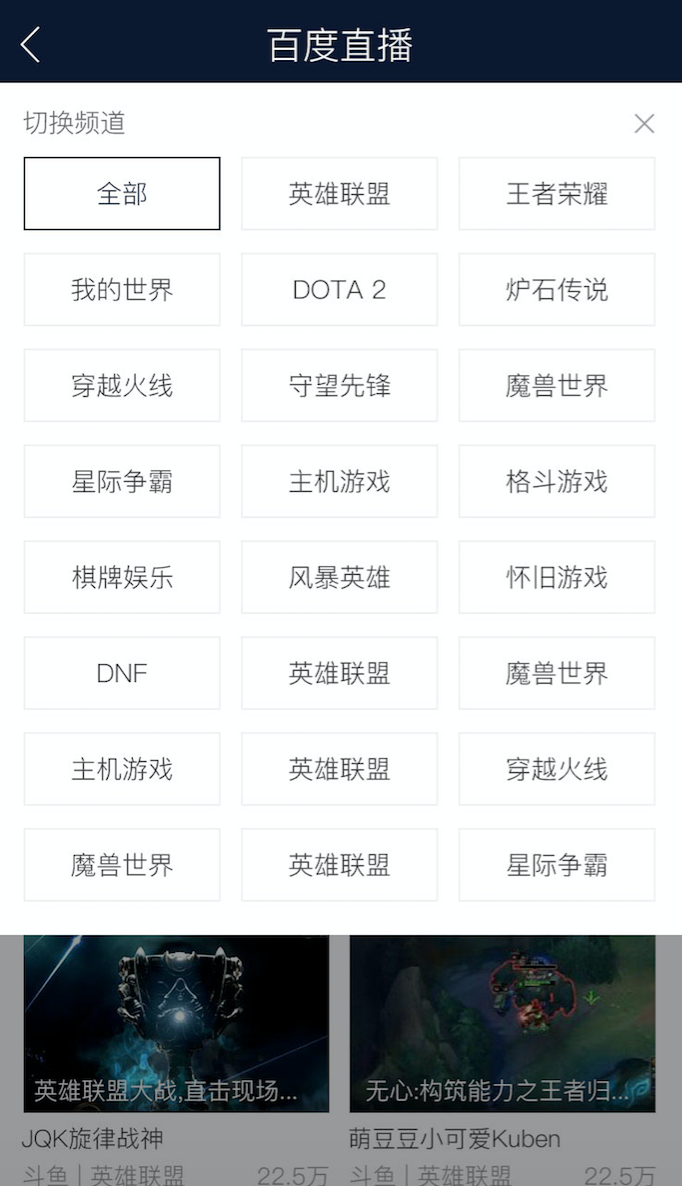 百度直播
切换频道
全部 英雄联盟 王者荣耀
我的世界 DOTA 2 炉石传说
穿越火线 守望先锋 魔兽世界
星际争霸 主机游戏 格斗游戏
棋牌娱乐 风暴英雄 怀旧游戏
DNF 英雄联盟 魔兽世界
主机游戏 英雄联盟 穿越火线
魔兽世界 英雄联盟 星际争霸
英雄联盟大战,直击现场... 无心:构筑能力之王者归...
JQK旋律战神 萌豆豆小可爱Kuben
斗鱼 | 英雄联盟 22.5万 斗鱼 | 英雄联盟 22.5万